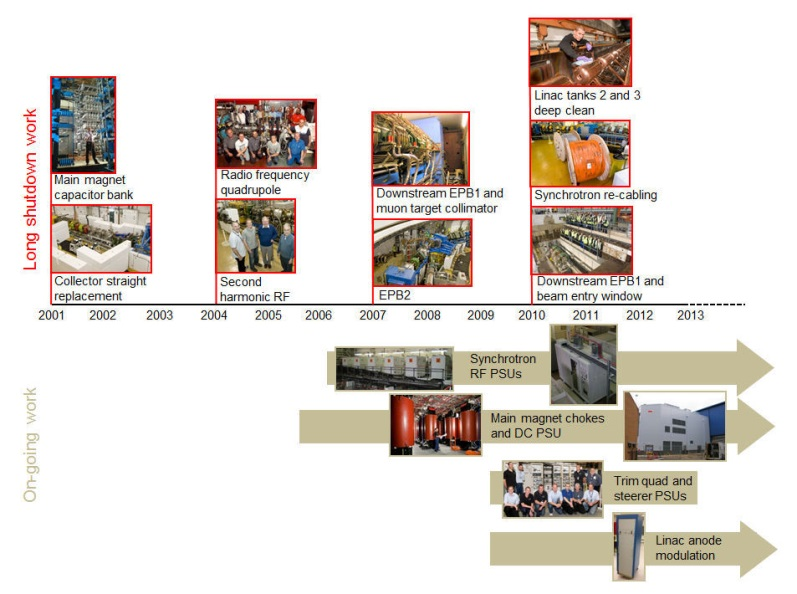 Long shutdown work
Linac tanks 2 and 3
deep clean
Main magnet
capacitor bank
Radio frequency
quadrupole
Downstream EPB1 and
muon target collimator
Synchrotron re-cabling
Collector straight
replacement
Second
harmonic RF
EPB2
Downstream EPB1 and
beam entry window
2001 2002 2003 2004 2005 2006 2007 2008 2009 2010 2011 2012 2013
On-going work
Synchrotron
RF PSUs
Main magnet chokes
and DC PSU
Trim quad and
steerer PSUs
Linac anode
modulation